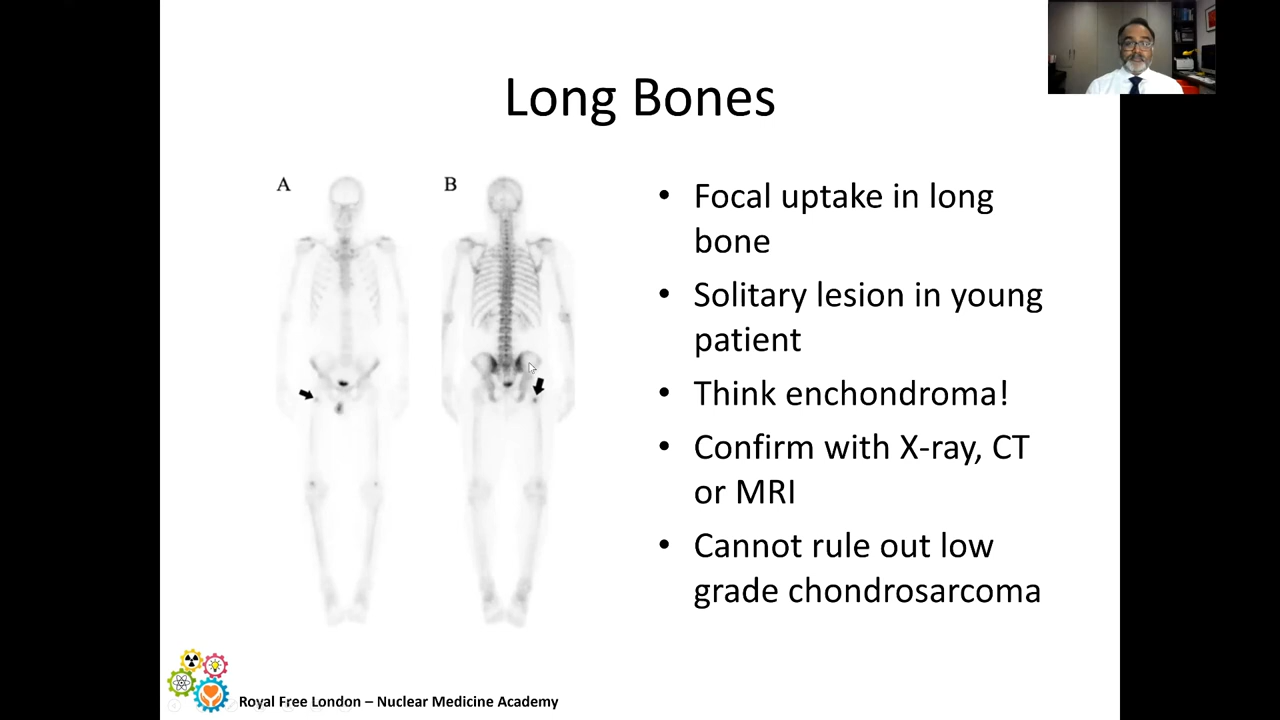 Long Bones
A
B
• Focal uptake in long
bone
• Solitary lesion in young
patient
• Think enchondroma!
• Confirm with X-ray, CT
or MRI
• Cannot rule out low
grade chondrosarcoma
Royal Free London – Nuclear Medicine Academy